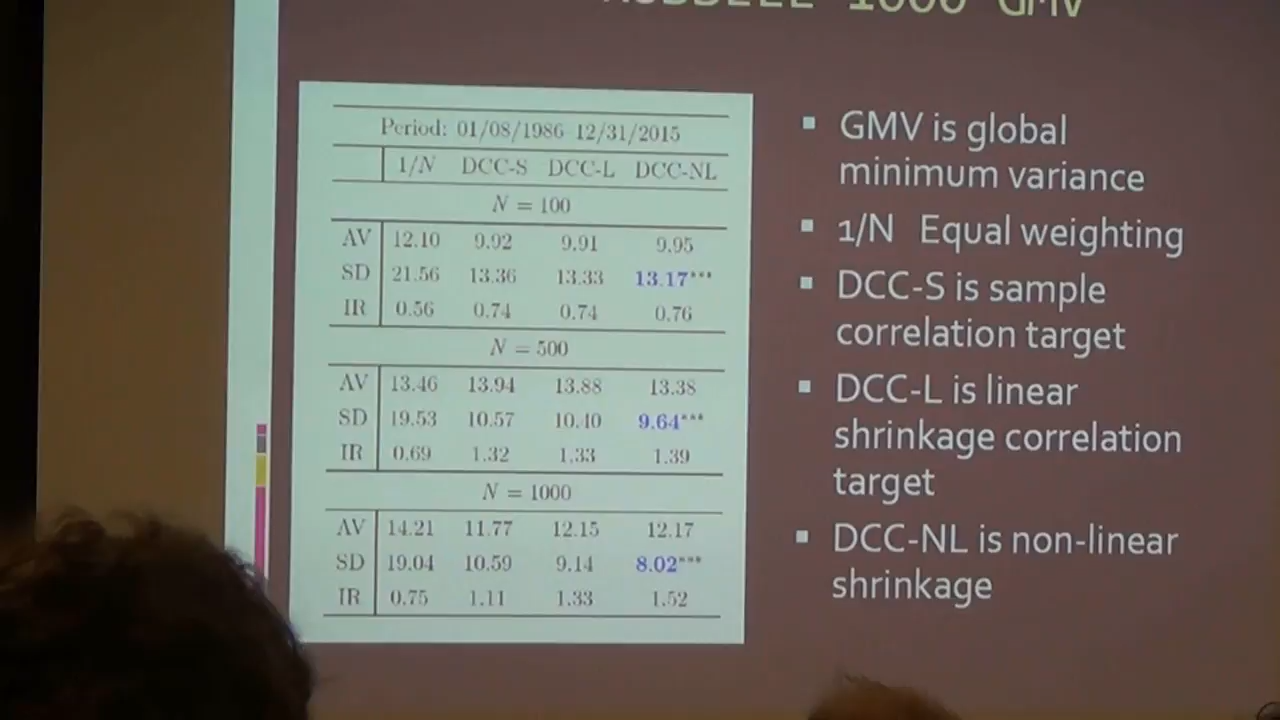 1000 GMV
Period: 01/08/1986–12/31/2015
1/N DCC-S DCC-L DCC-NL
N = 100
AV 12.10 9.92 9.91 9.95
SD 21.56 13.36 13.33 13.17***
IR 0.56 0.74 0.74 0.76
N = 500
AV 13.46 13.94 13.88 13.38
SD 19.53 10.57 10.40 9.64***
IR 0.69 1.32 1.33 1.39
N = 1000
AV 14.21 11.77 12.15 12.17
SD 19.04 10.59 9.14 8.02***
IR 0.75 1.11 1.33 1.52
▪ GMV is global
minimum variance
▪ 1/N Equal weighting
▪ DCC-S is sample
correlation target
▪ DCC-L is linear
shrinkage correlation
target
▪ DCC-NL is non-linear
shrinkage